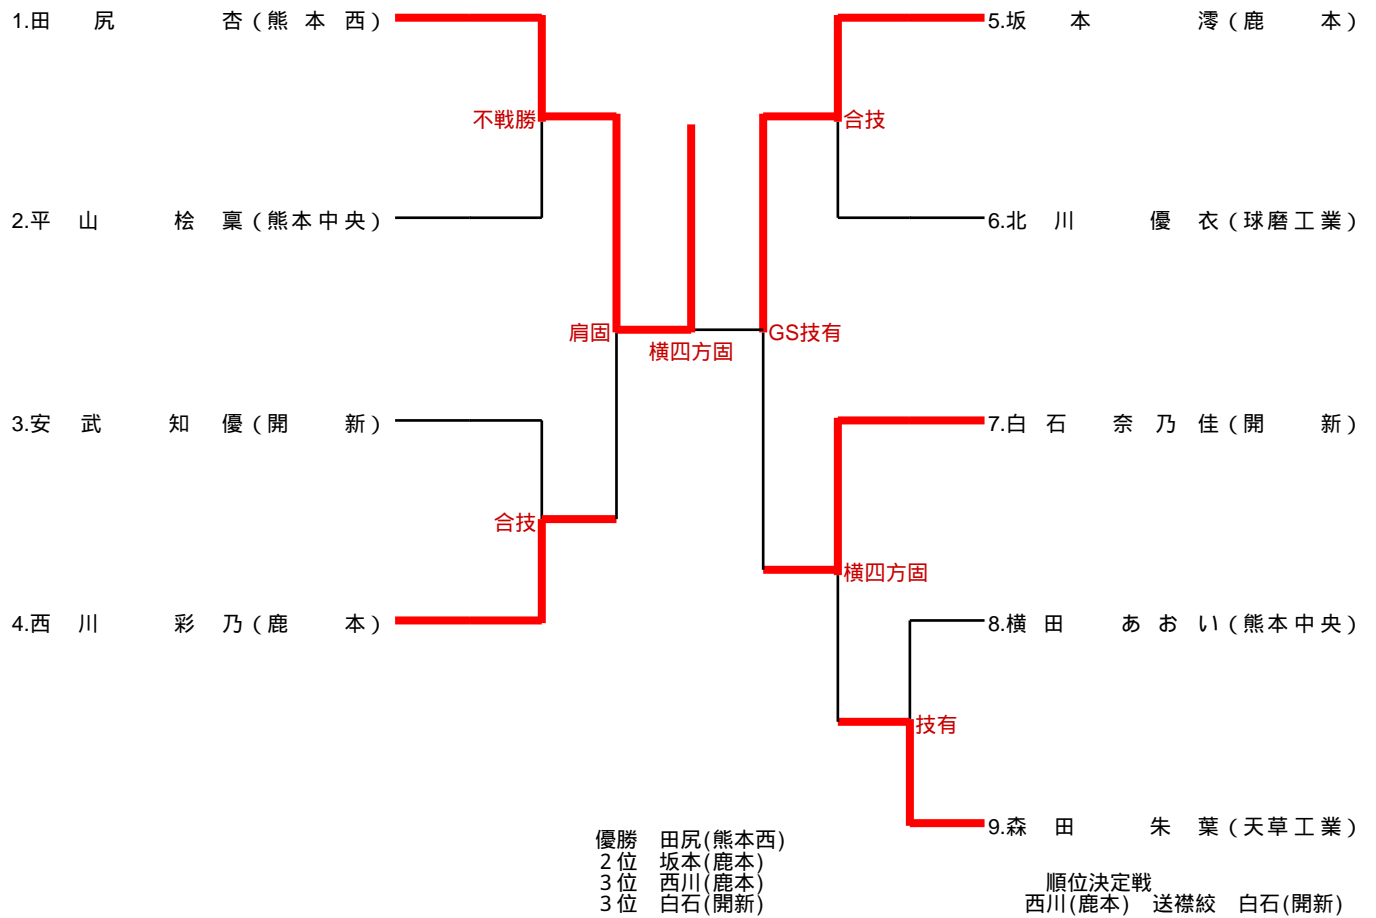 1.田尻 杏(熊本西)
5.坂本 澪(鹿本)
不戦勝
合技
2.平山 桧稟(熊本中央)
6.北川 優衣(球磨工業)
肩固
横四方固
GS技有
3.安武 知優(開新)
7.白石 奈乃佳(開新)
合技
横四方固
4.西川 彩乃(鹿本)
8.横田 あおい(熊本中央)
技有
9.森田 朱葉(天草工業)
優勝 田尻(熊本西)
2位 坂本(鹿本)
3位 西川(鹿本)
3位 白石(開新)
順位決定戦
西川(鹿本) 送襟絞 白石(開新)